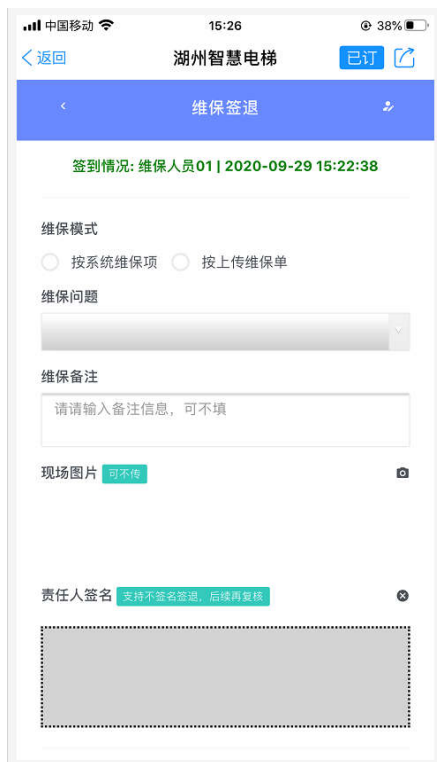 中国移动 15:26 38%
返回 湖州智慧电梯 已订
维保签退
签到情况: 维保人员01 | 2020-09-29 15:22:38
维保模式
按系统维保项 按上传维保单
维保问题
维保备注
请请输入备注信息，可不填
现场图片 可不传
责任人签名 支持不签名签退，后续再复核